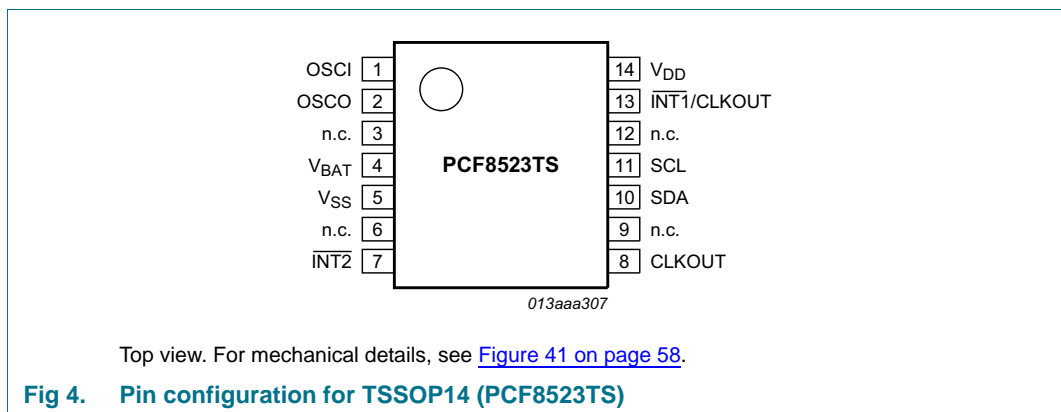 OSCI 1 14 VDD
OSCO 2 13 INT1/CLKOUT
n.c. 3 12 n.c.
VBAT 4 PCF8523TS 11 SCL
VSS 5 10 SDA
n.c. 6 9 n.c.
INT2 7 8 CLKOUT
013aaa307
Top view. For mechanical details, see Figure 41 on page 58.
Fig 4. Pin configuration for TSSOP14 (PCF8523TS)